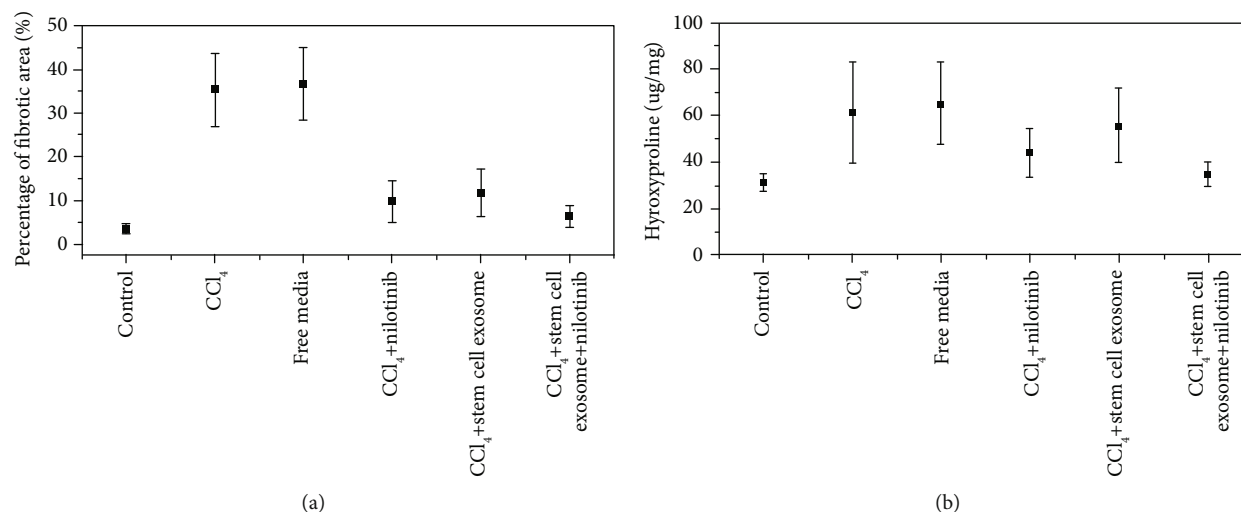 Percentage of fibrotic area (%)
50
40
30
20
10
0
Control
CCl₄
Free media
CCl₄+nilotinib
CCl₄+stem cell exosome
CCl₄+stem cell
exosome+nilotinib
(a)
Hyroxyproline (ug/mg)
100
80
60
40
20
0
Control
CCl₄
Free media
CCl₄+nilotinib
CCl₄+stem cell exosome
CCl₄+stem cell
exosome+nilotinib
(b)